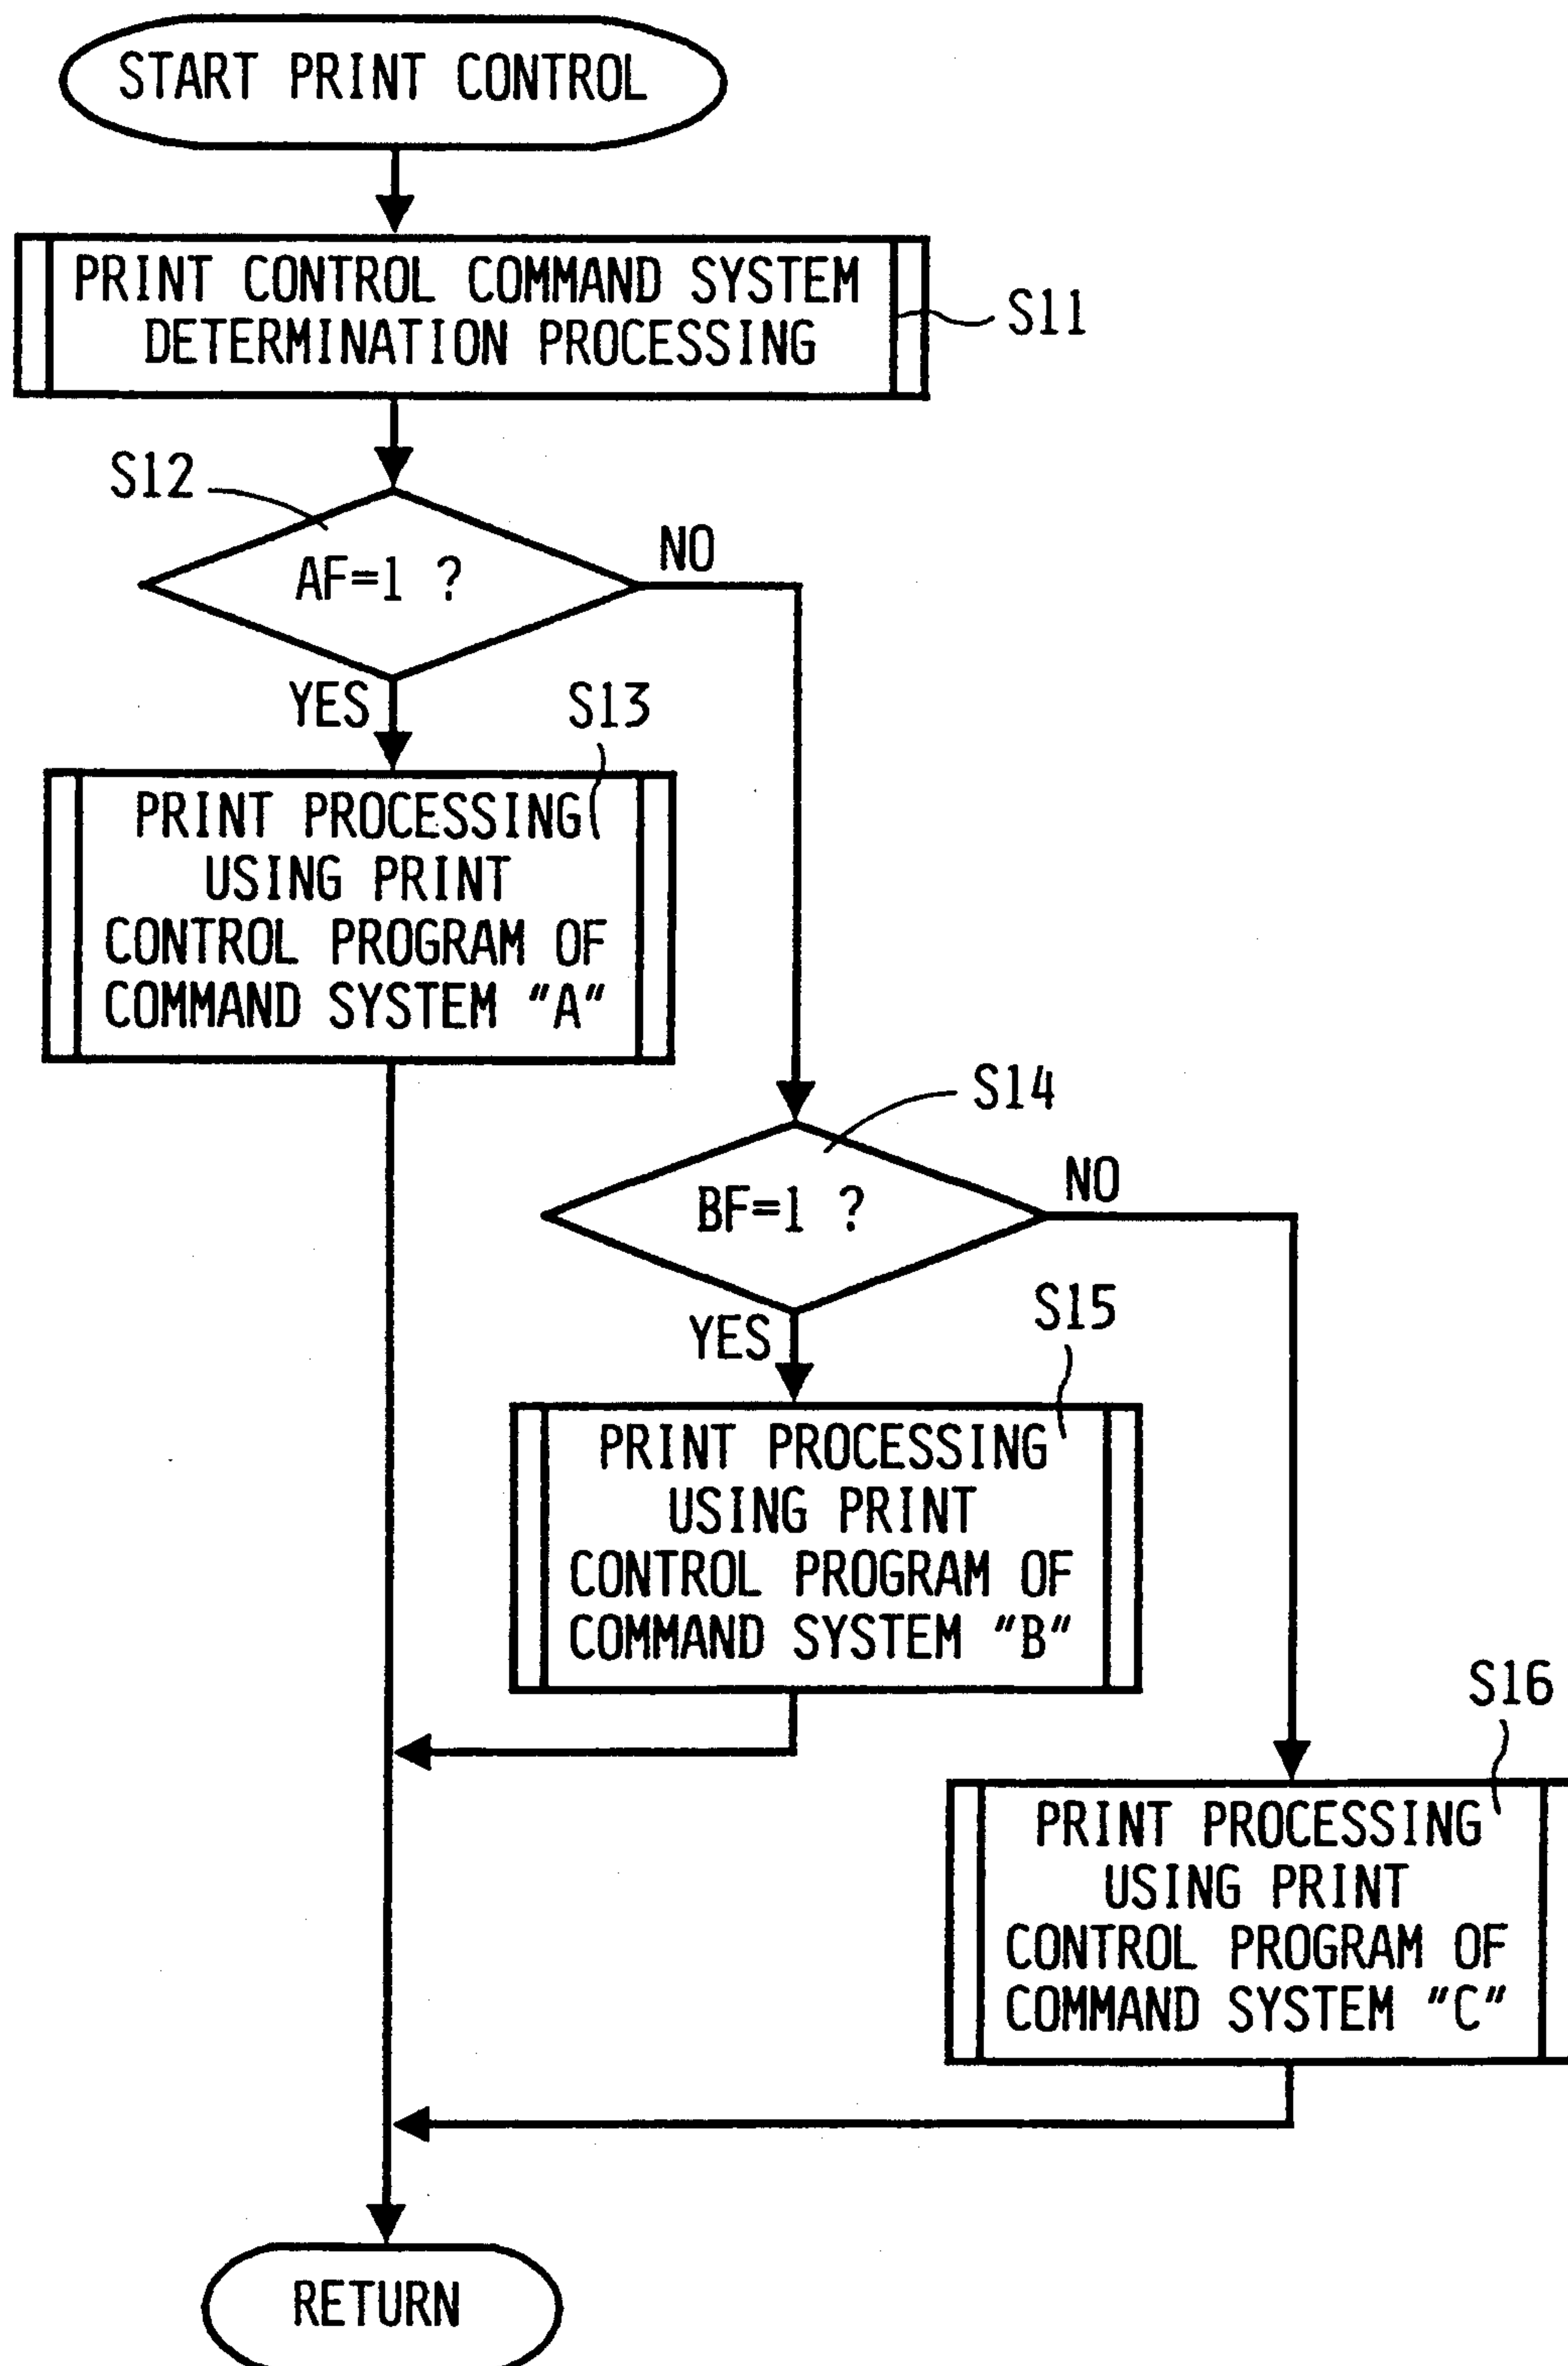 START PRINT CONTROL
PRINT CONTROL COMMAND SYSTEM
DETERMINATION PROCESSING
S11
S12
AF=1 ?
NO
YES
S13
PRINT PROCESSING
USING PRINT
CONTROL PROGRAM OF
COMMAND SYSTEM "A"
S14
BF=1 ?
NO
YES
S15
PRINT PROCESSING
USING PRINT
CONTROL PROGRAM OF
COMMAND SYSTEM "B"
S16
PRINT PROCESSING
USING PRINT
CONTROL PROGRAM OF
COMMAND SYSTEM "C"
RETURN